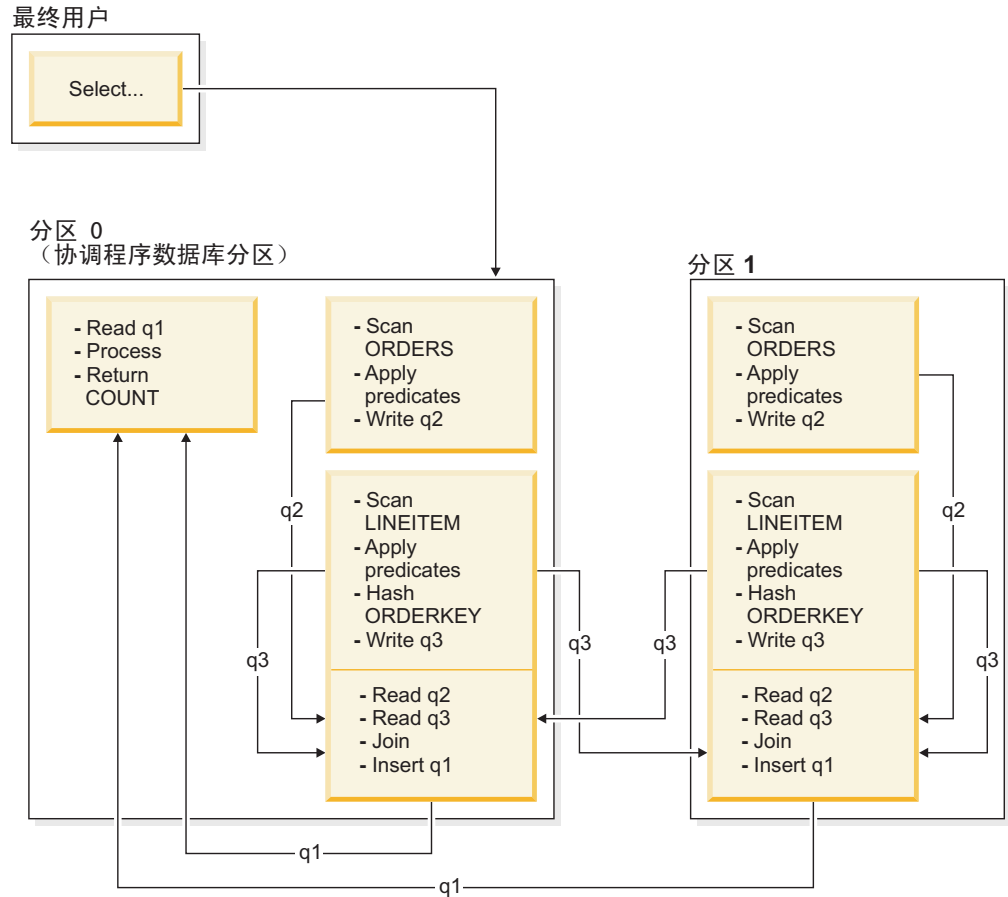 最终用户
Select...
分区 0
（协调程序数据库分区）
- Read q1
- Process
- Return
COUNT
- Scan
ORDERS
- Apply
predicates
- Write q2
q2
- Scan
LINEITEM
- Apply
predicates
- Hash
ORDERKEY
- Write q3
q3
q3
- Read q2
- Read q3
- Join
- Insert q1
分区 1
- Scan
ORDERS
- Apply
predicates
- Write q2
q2
- Scan
LINEITEM
- Apply
predicates
- Hash
ORDERKEY
- Write q3
q3
q3
- Read q2
- Read q3
- Join
- Insert q1
q1
q1